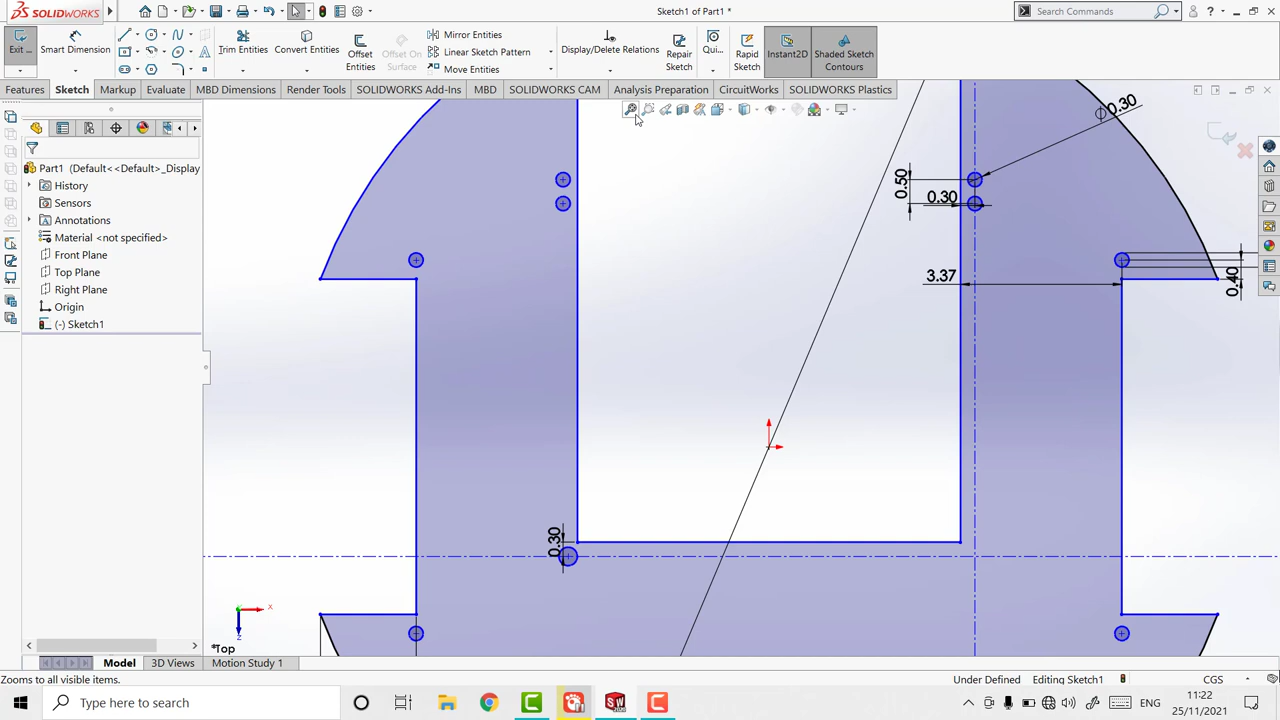 SOLIDWORKS
Sketch1 of Part1 *
Search Commands
Exit ...
Smart Dimension
Trim Entities
Convert Entities
Offset Entities
Offset On Surface
Mirror Entities
Linear Sketch Pattern
Move Entities
Display/Delete Relations
Repair Sketch
Qui...
Rapid Sketch
Instant2D
Shaded Sketch Contours
Features
Sketch
Markup
Evaluate
MBD Dimensions
Render Tools
SOLIDWORKS Add-Ins
MBD
SOLIDWORKS CAM
Analysis Preparation
CircuitWorks
SOLIDWORKS Plastics
Part1 (Default<<Default>_Display
History
Sensors
Annotations
Material <not specified>
Front Plane
Top Plane
Right Plane
Origin
(-) Sketch1
0.30
0.50
0.30
3.37
0.40
0.30
X
Z
*Top
Model
3D Views
Motion Study 1
Zooms to all visible items.
Under Defined
Editing Sketch1
CGS
Type here to search
11:22
25/11/2021